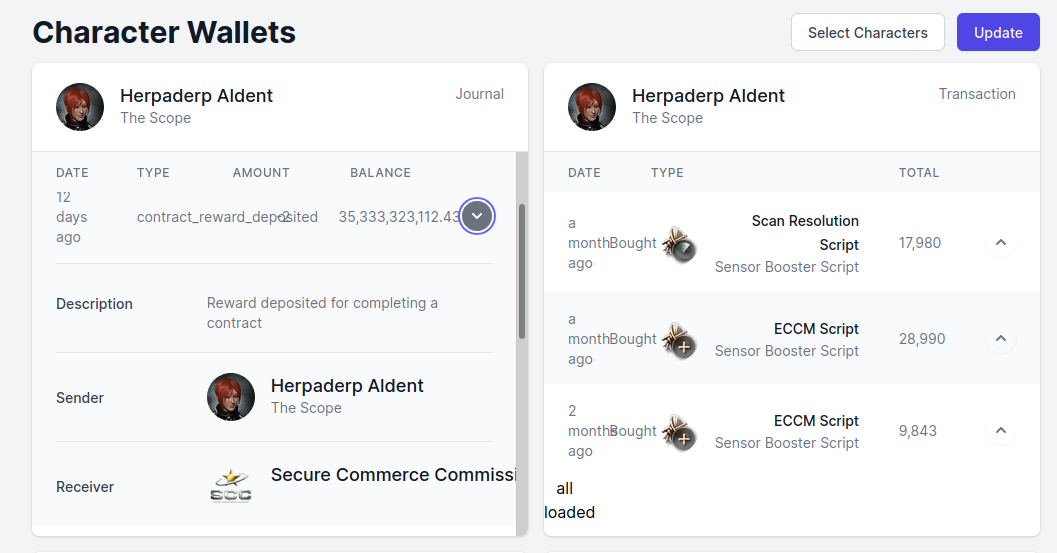 Character Wallets
Select Characters
Update
Herpaderp Aldent
The Scope
Journal
DATE TYPE AMOUNT BALANCE
12
days
ago
contract_reward_deposited
-2
35,333,323,112.43
Description
Reward deposited for completing a
contract
Sender
Herpaderp Aldent
The Scope
Receiver
SCC
Secure Commerce Commissi
Herpaderp Aldent
The Scope
Transaction
DATE TYPE TOTAL
a
month
ago
Bought
Scan Resolution
Script
Sensor Booster Script
17,980
a
month
ago
Bought
ECCM Script
Sensor Booster Script
28,990
2
months
ago
Bought
ECCM Script
Sensor Booster Script
9,843
all
loaded